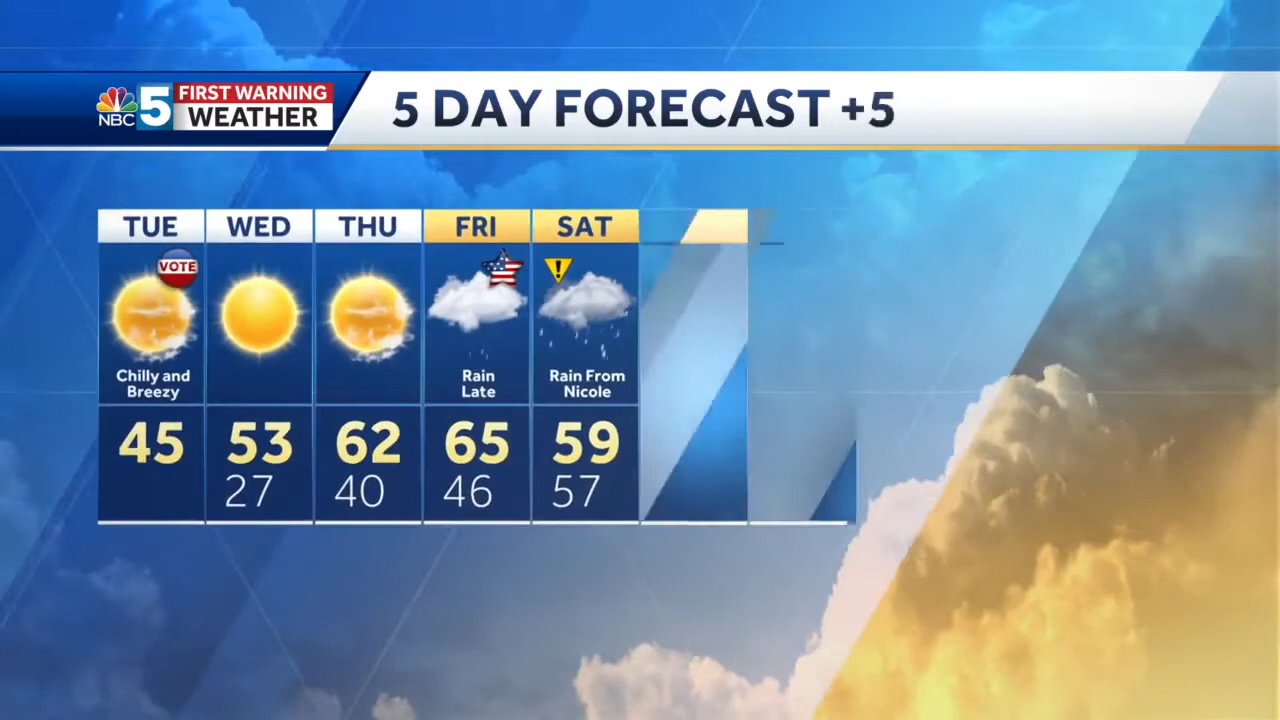 NBC 5 FIRST WARNING
WEATHER
5 DAY FORECAST +5
TUE WED THU FRI SAT
VOTE
!
Chilly and
Breezy
Rain
Late
Rain From
Nicole
45 53 62 65 59
27 40 46 57